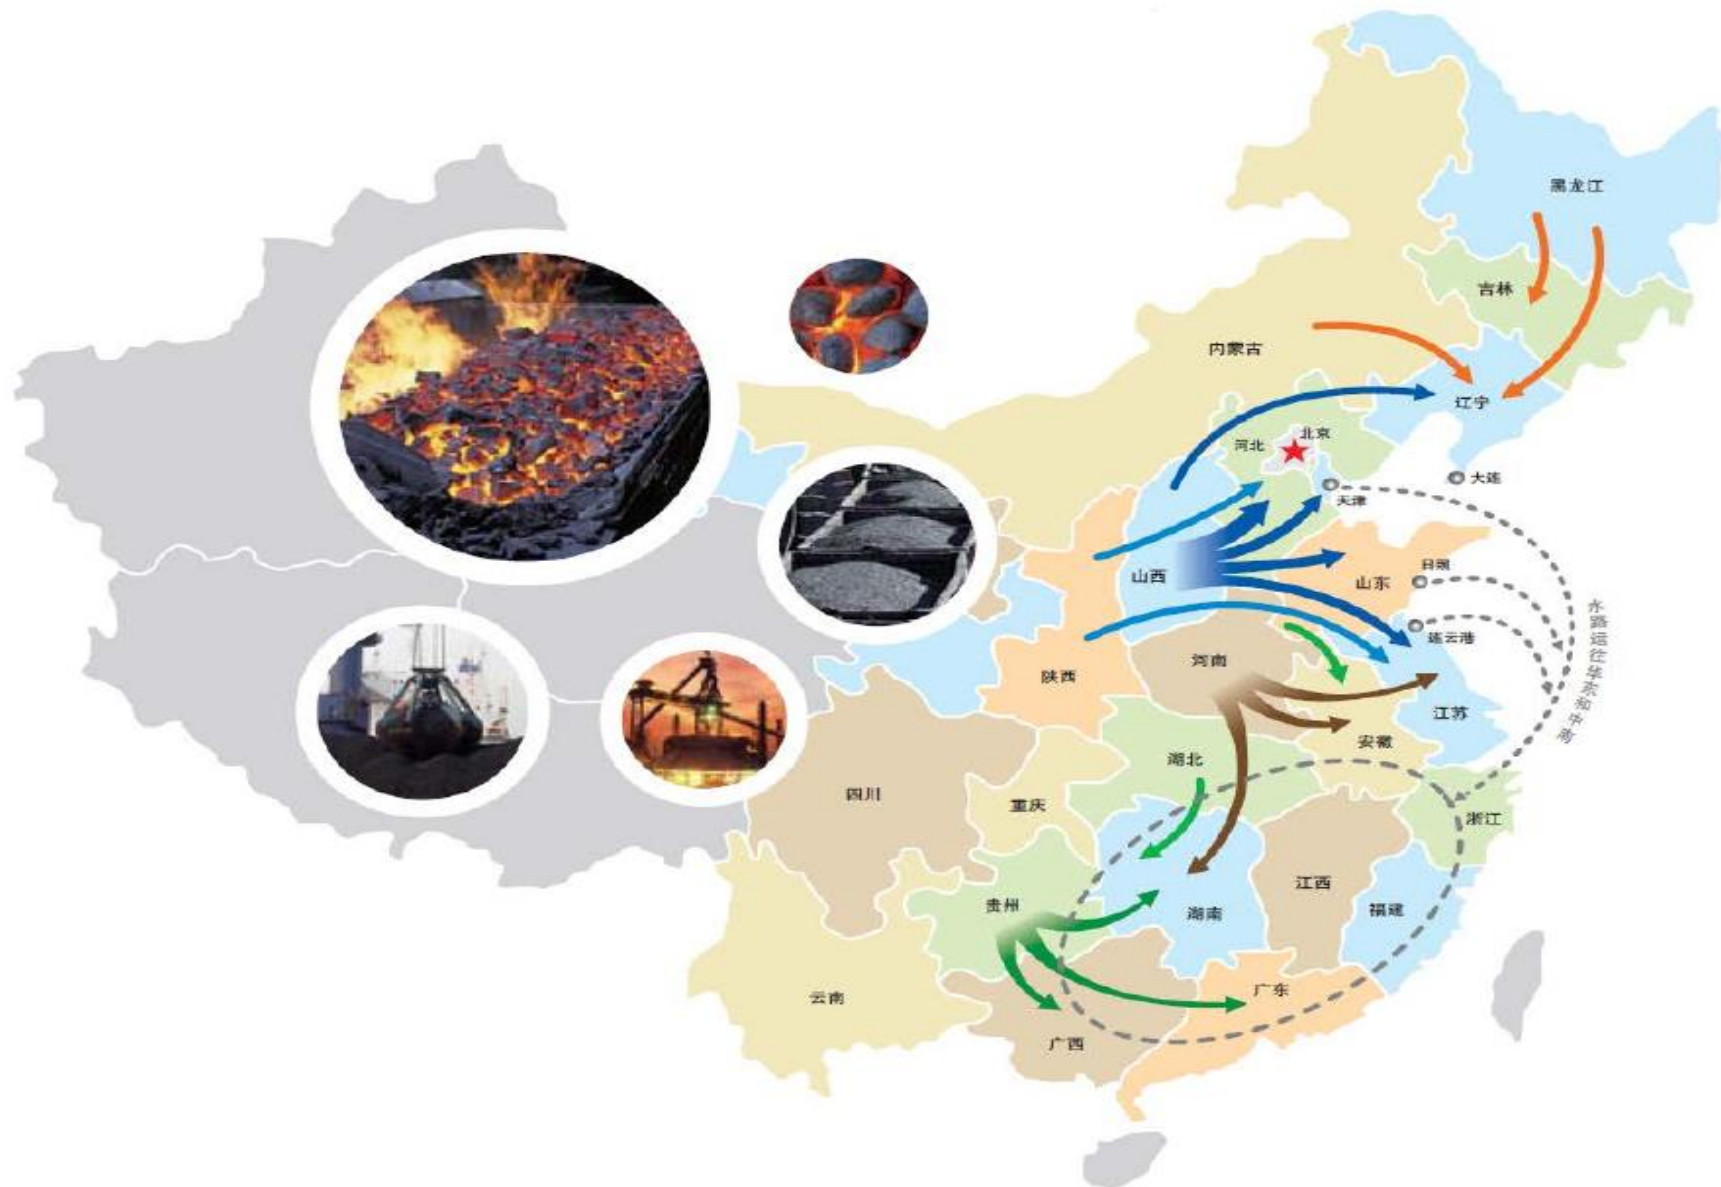 黑龙江
吉林
内蒙古
辽宁
北京
河北
大连
天津
日照
山西
山东
连云港
水路运往华东和中南
河南
陕西
江苏
安徽
湖北
四川
重庆
浙江
江西
贵州
湖南
福建
云南
广东
广西